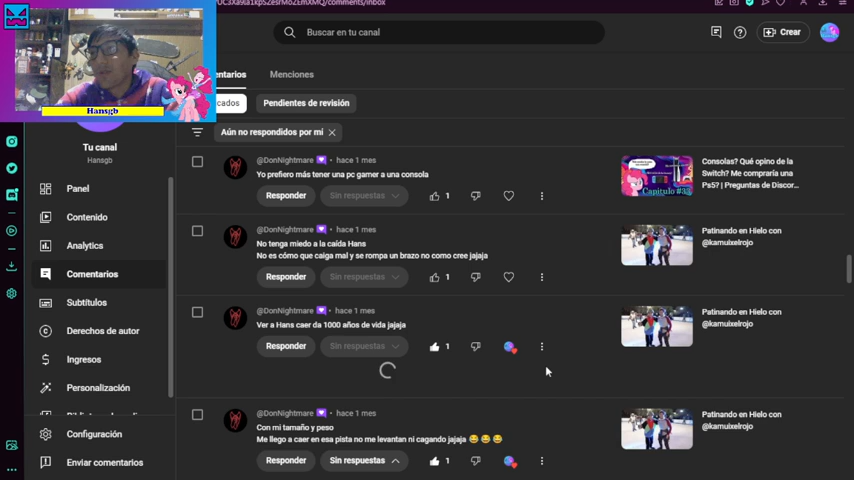 UC3Xa9la1kpSZesrMoZEmXMQ/comments/inbox
Buscar en tu canal
Crear
Hansgb
entarios
Menciones
cados
Pendientes de revisión
Aún no respondidos por mí
Tu canal
Hansgb
Panel
Contenido
Analytics
Comentarios
Subtítulos
Derechos de autor
Ingresos
Personalización
Configuración
Enviar comentarios
@DonNightmare • hace 1 mes
Yo prefiero más tener una pc gamer a una consola
Responder
Sin respuestas
1
Consolas? Qué opino de la
Switch? Me compraría una
Ps5? | Preguntas de Discor...
Capitulo #33
@DonNightmare • hace 1 mes
No tenga miedo a la caída Hans
No es cómo que caiga mal y se rompa un brazo no como cree jajaja
Responder
Sin respuestas
1
Patinando en Hielo con
@kamuixelrojo
@DonNightmare • hace 1 mes
Ver a Hans caer da 1000 años de vida jajaja
Responder
Sin respuestas
1
Patinando en Hielo con
@kamuixelrojo
@DonNightmare • hace 1 mes
Con mi tamaño y peso
Me llego a caer en esa pista no me levantan ni cagando jajaja 😂😂😂
Responder
Sin respuestas
1
Patinando en Hielo con
@kamuixelrojo